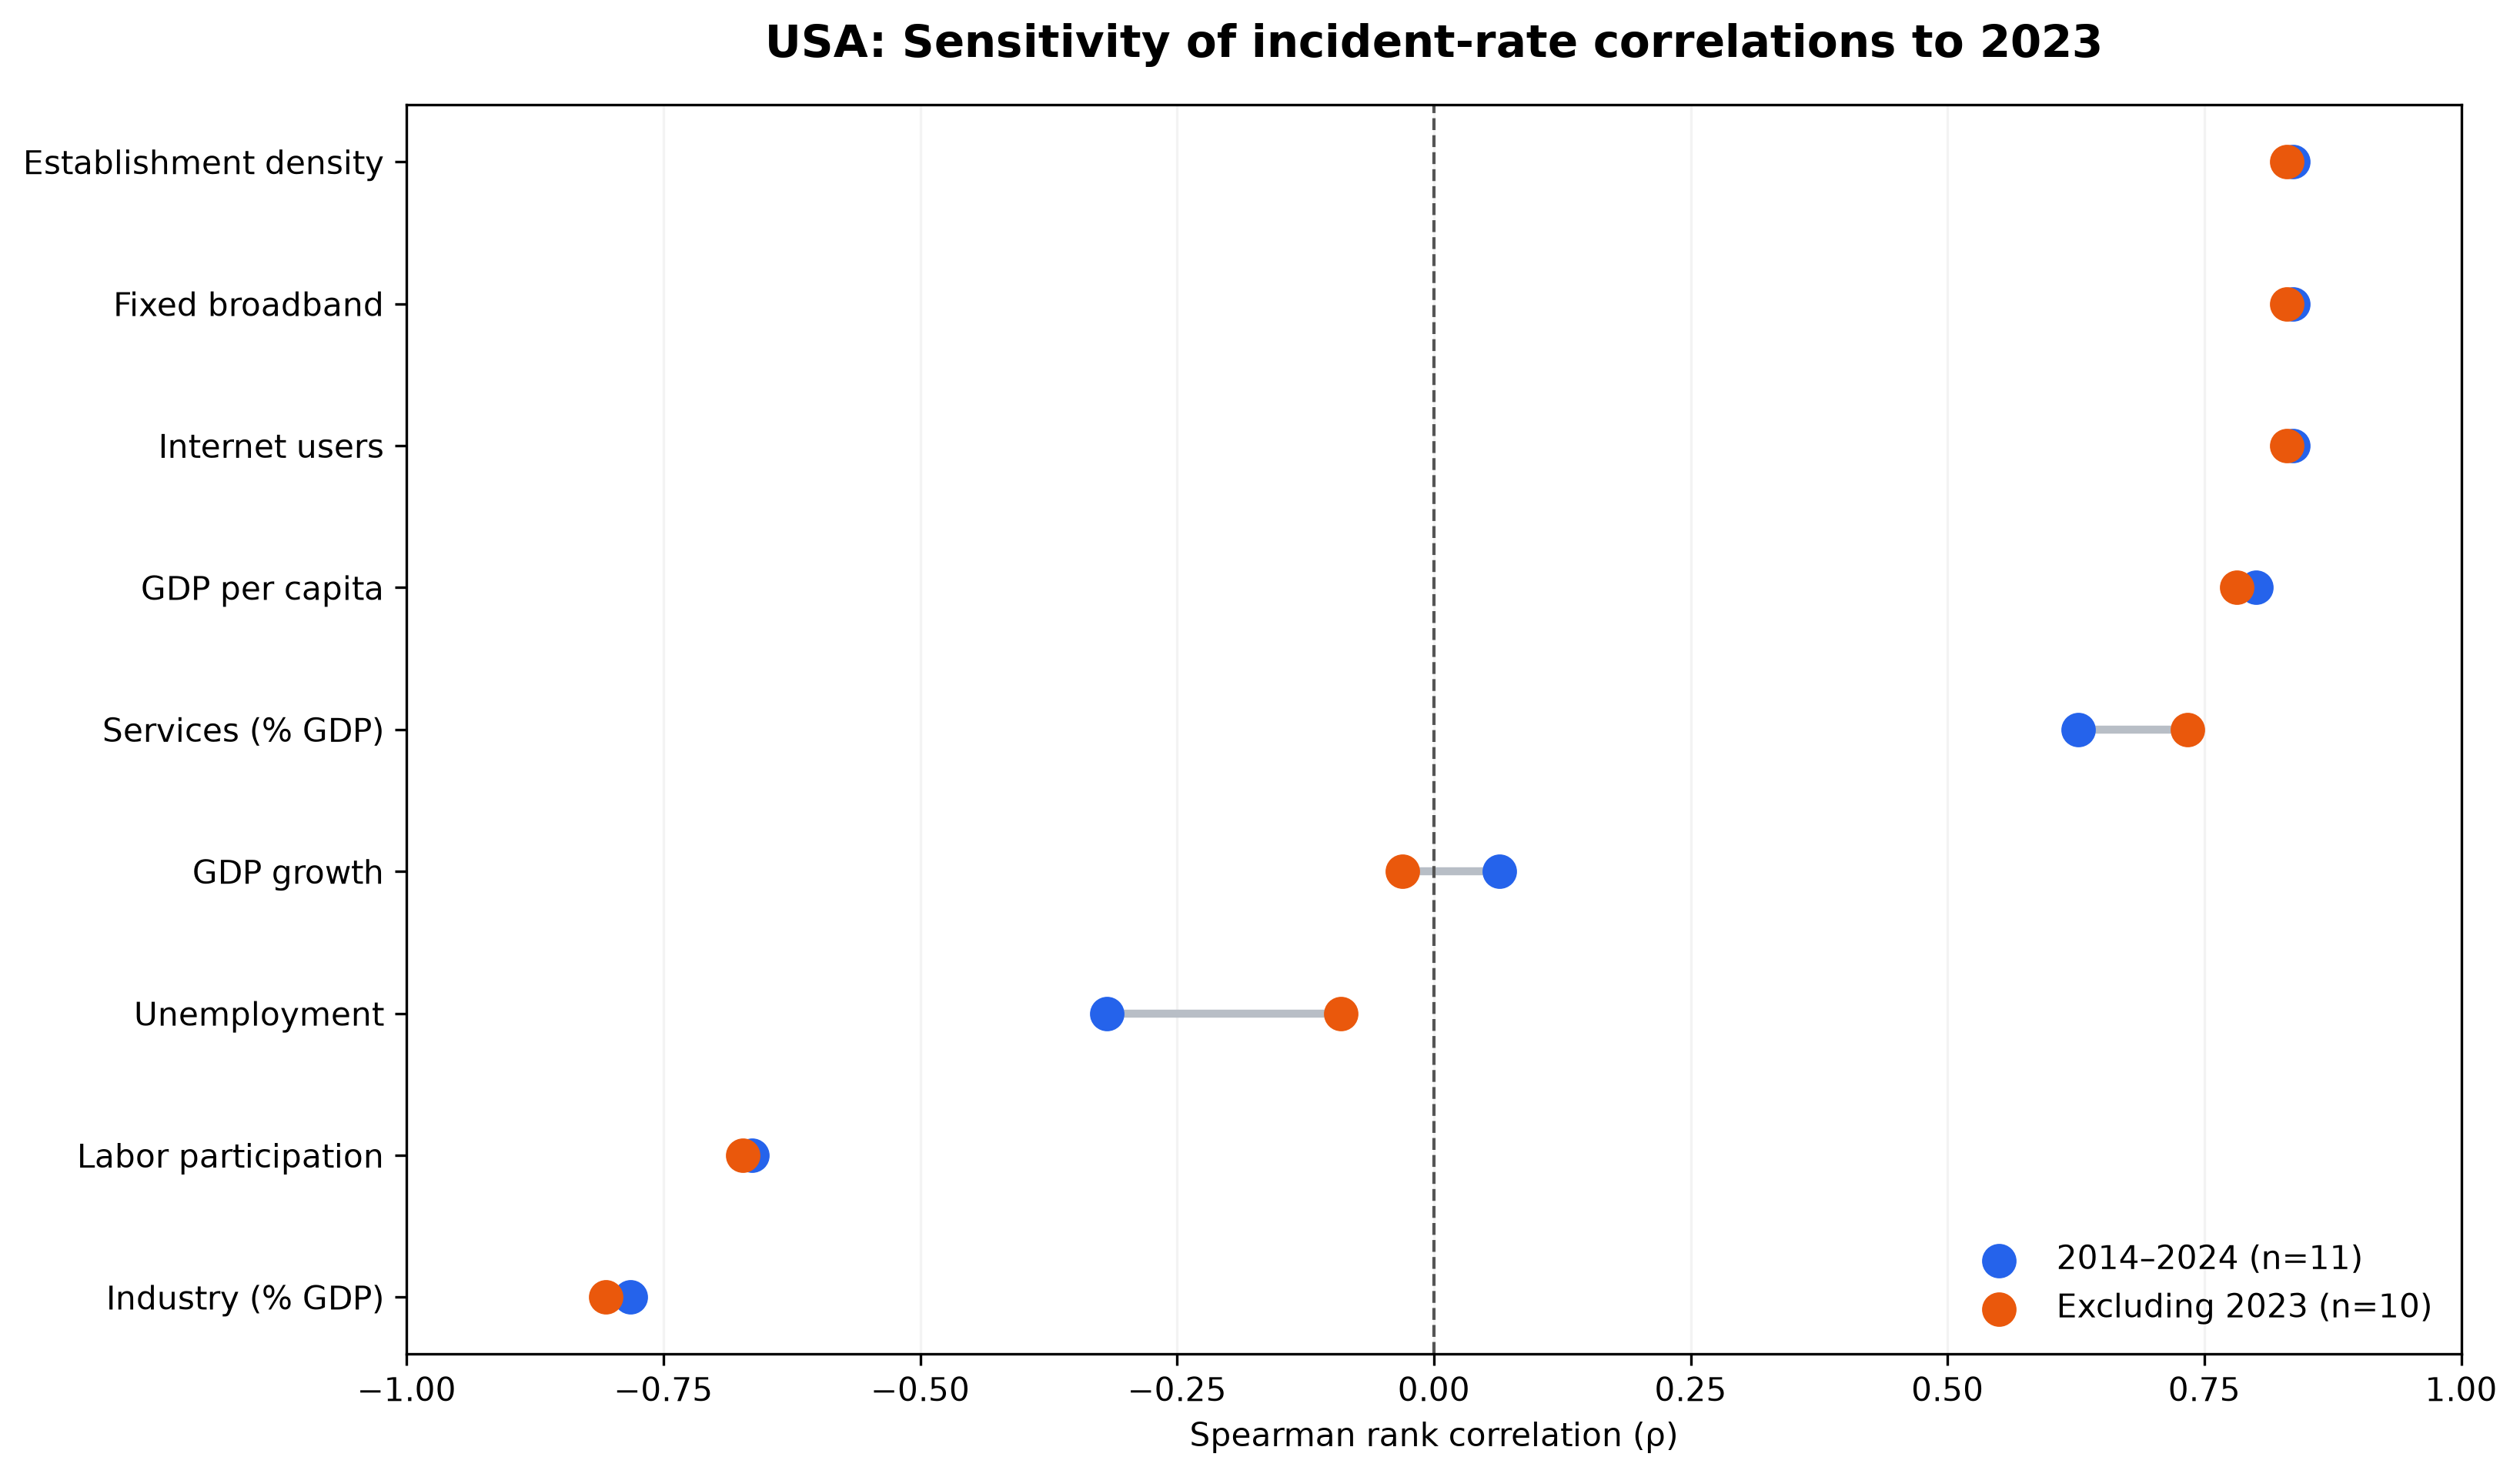 USA: Sensitivity of incident-rate correlations to 2023
Establishment density
Fixed broadband
Internet users
GDP per capita
Services (% GDP)
GDP growth
Unemployment
Labor participation
Industry (% GDP)
2014–2024 (n=11)
Excluding 2023 (n=10)
−1.00 −0.75 −0.50 −0.25 0.00 0.25 0.50 0.75 1.00
Spearman rank correlation (ρ)